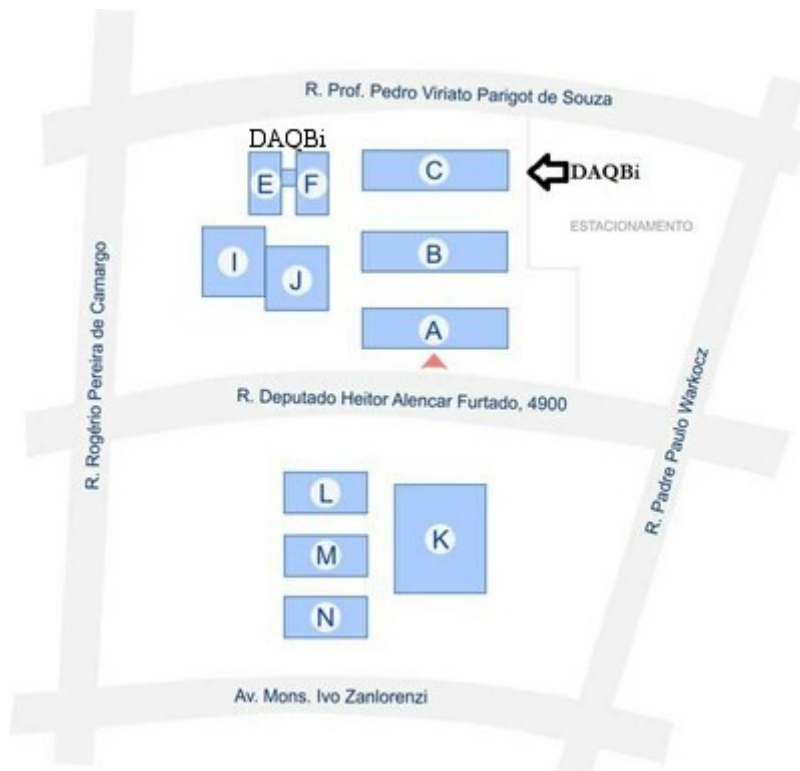 R. Prof. Pedro Viriato Parigot de Souza
DAQBi
E
F
C
DAQBi
ESTACIONAMENTO
I
J
B
A
R. Rogério Pereira de Camargo
R. Deputado Heitor Alencar Furtado, 4900
R. Padre Paulo Warkocz
L
K
M
N
Av. Mons. Ivo Zanlorenzi